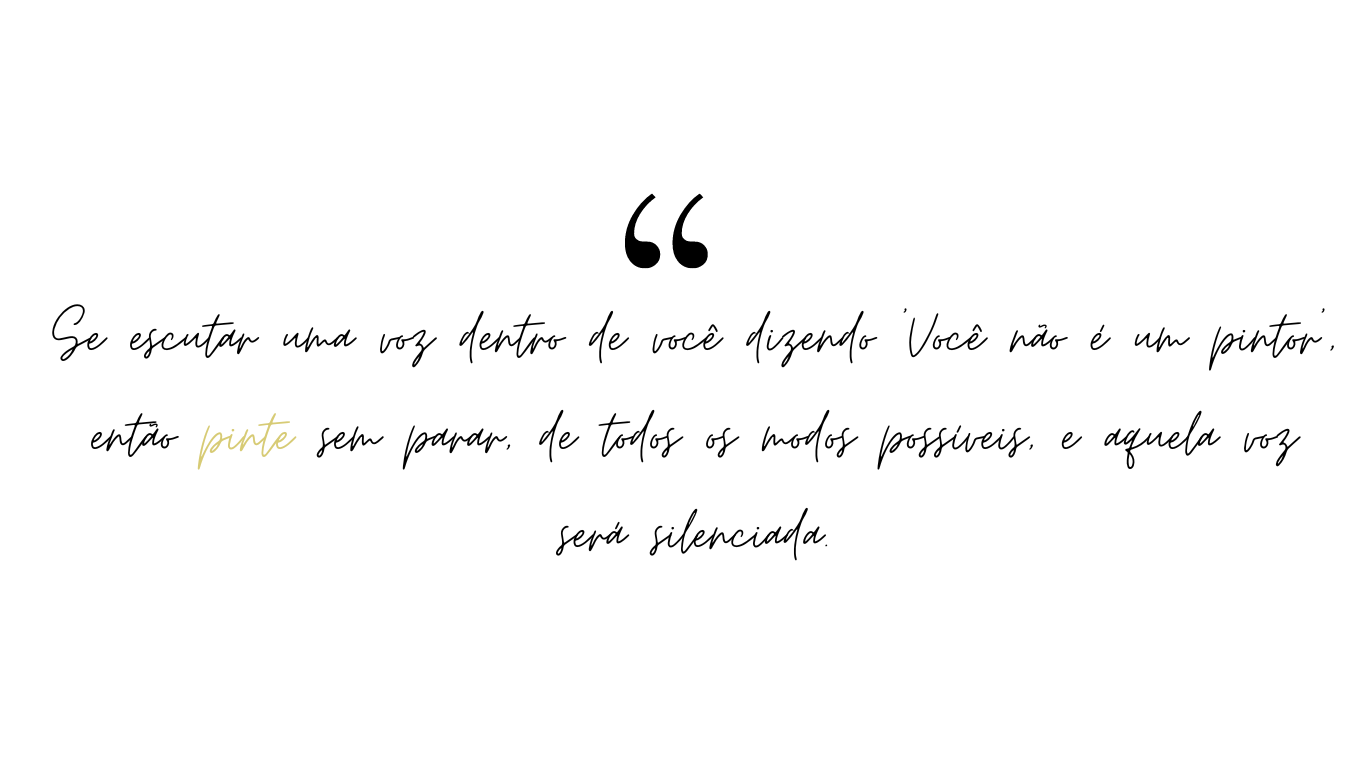 “
Se escutar uma voz dentro de você dizendo 'Você não é um pintor',
então pinte sem parar, de todos os modos possíveis, e aquela voz
será silenciada.